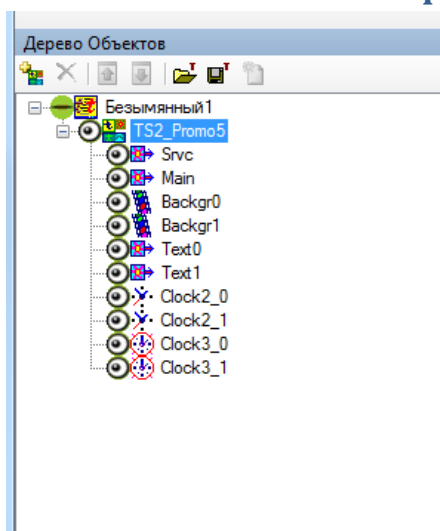 Дерево Объектов
Безымянный1
TS2_Promo5
Srvc
Main
Backgr0
Backgr1
Text0
Text1
Clock2_0
Clock2_1
Clock3_0
Clock3_1